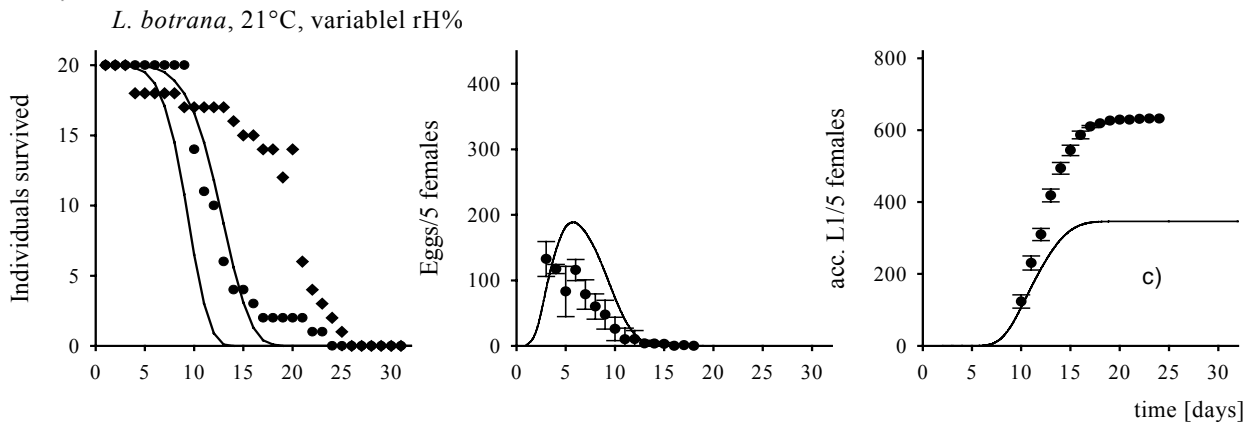 L. botrana, 21°C, variablel rH%
Individuals survived
20
15
10
5
0
0 5 10 15 20 25 30
Eggs/5 females
400
300
200
100
0
0 5 10 15 20 25 30
acc. L1/5 females
800
600
400
200
0
0 5 10 15 20 25 30
c)
time [days]